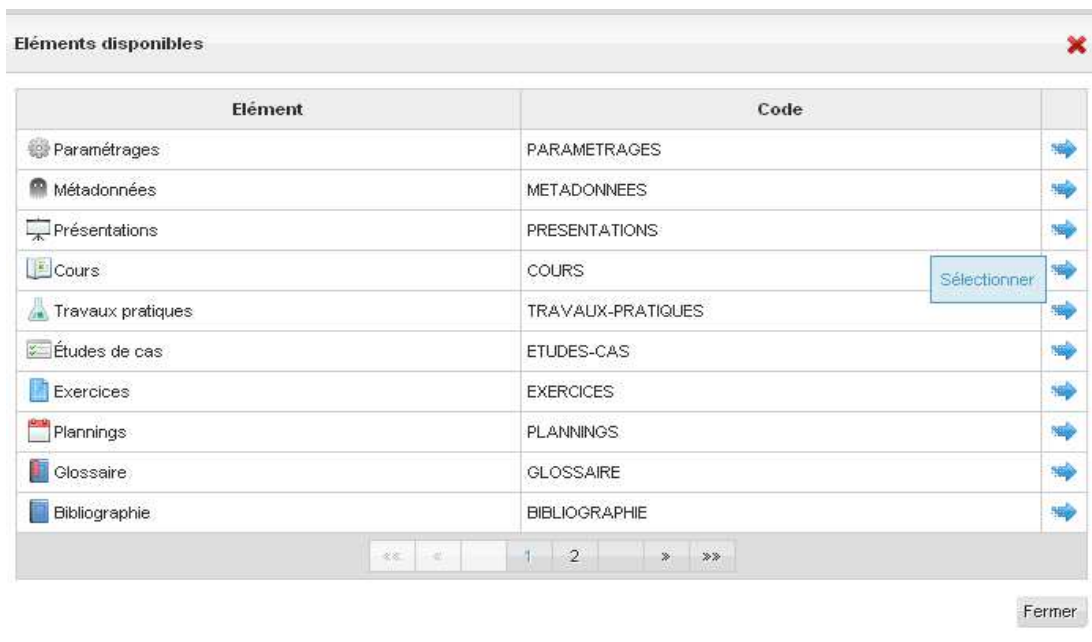 Eléments disponibles
Elément Code
Paramétrages PARAMETRAGES
Métadonnées METADONNEES
Présentations PRESENTATIONS
Cours COURS
Sélectionner
Travaux pratiques TRAVAUX-PRATIQUES
Études de cas ETUDES-CAS
Exercices EXERCICES
Plannings PLANNINGS
Glossaire GLOSSAIRE
Bibliographie BIBLIOGRAPHIE
«« « 1 2 » »»
Fermer